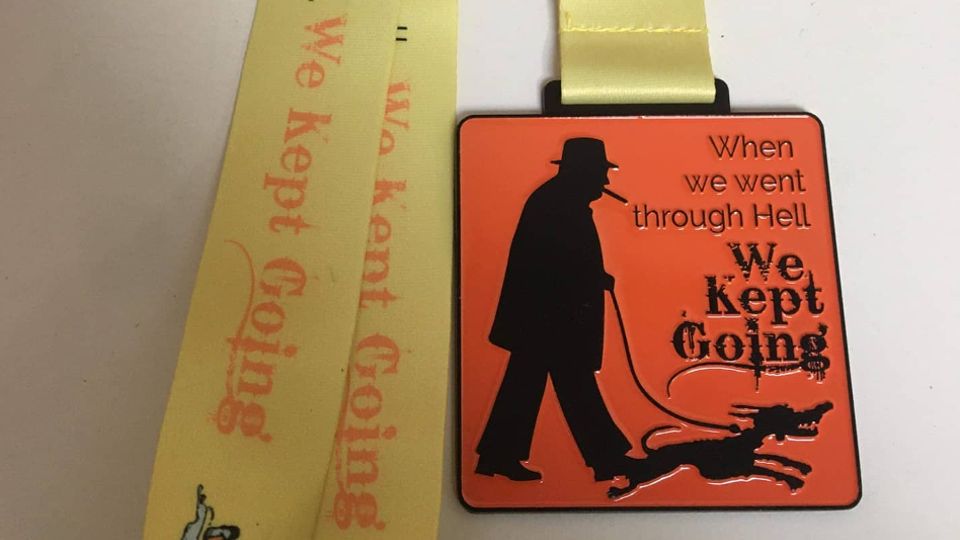 We Kept Going
We Kept Going
When
we went
through Hell
We
Kept
Going